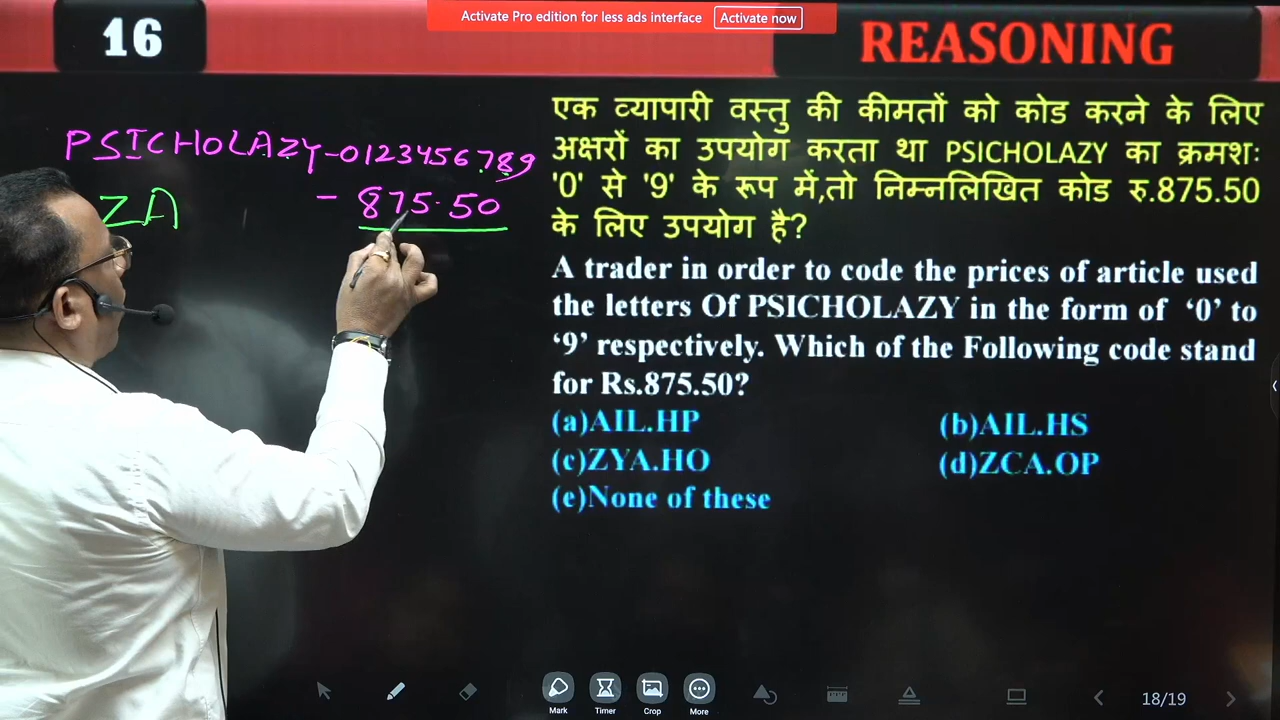 Activate Pro edition for less ads interface Activate now
16
REASONING
PSICHOLAZY-0123456789
- 875.50
ZA
एक व्यापारी वस्तु की कीमतों को कोड करने के लिए
अक्षरों का उपयोग करता था PSICHOLAZY का क्रमशः
'0' से '9' के रूप में,तो निम्नलिखित कोड रु.875.50
के लिए उपयोग है?
A trader in order to code the prices of article used
the letters Of PSICHOLAZY in the form of ‘0’ to
‘9’ respectively. Which of the Following code stand
for Rs.875.50?
(a)AIL.HP (b)AIL.HS
(c)ZYA.HO (d)ZCA.OP
(e)None of these
Mark Timer Crop More
18/19